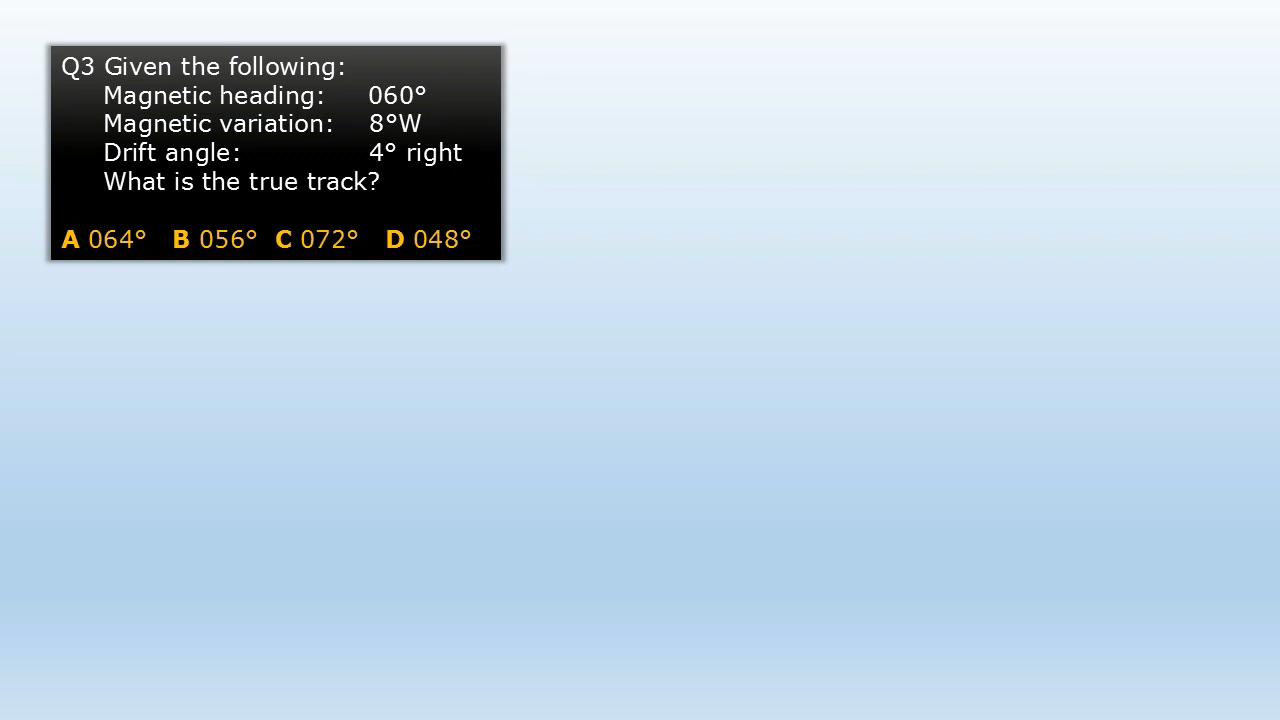 Q3 Given the following:
Magnetic heading: 060°
Magnetic variation: 8°W
Drift angle: 4° right
What is the true track?
A 064° B 056° C 072° D 048°